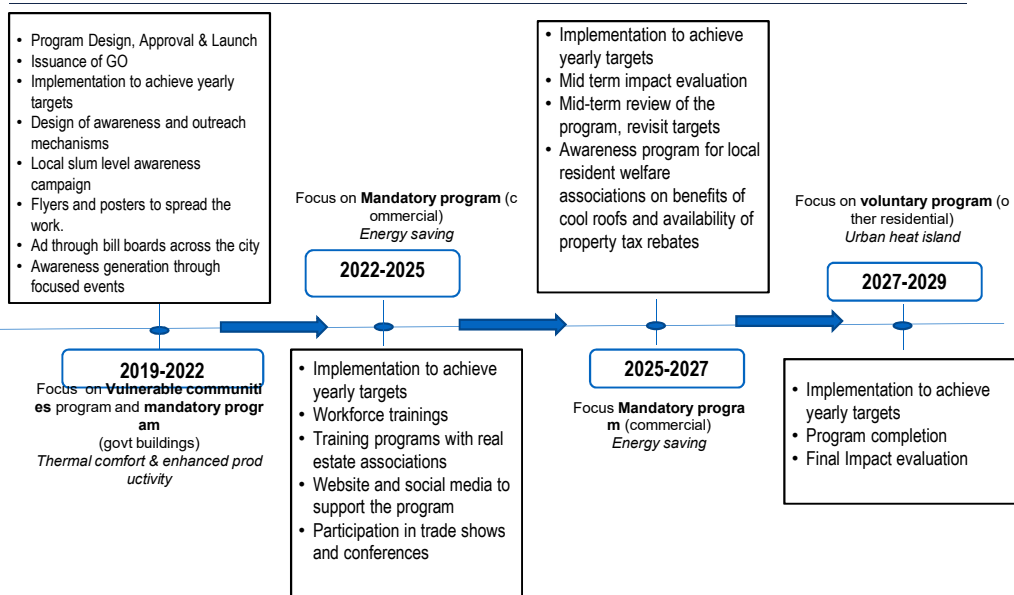 • Program Design, Approval & Launch
• Issuance of GO
• Implementation to achieve yearly
targets
• Design of awareness and outreach
mechanisms
• Local slum level awareness
campaign
• Flyers and posters to spread the
work.
• Ad through bill boards across the city
• Awareness generation through
focused events
2019-2022
Focus on Vulnerable communiti
es program and mandatory progr
am
(govt buildings)
Thermal comfort & enhanced prod
uctivity
Focus on Mandatory program (c
ommercial)
Energy saving
2022-2025
• Implementation to achieve
yearly targets
• Workforce trainings
• Training programs with real
estate associations
• Website and social media to
support the program
• Participation in trade shows
and conferences
• Implementation to achieve
yearly targets
• Mid term impact evaluation
• Mid-term review of the
program, revisit targets
• Awareness program for local
resident welfare
associations on benefits of
cool roofs and availability of
property tax rebates
2025-2027
Focus Mandatory progra
m (commercial)
Energy saving
Focus on voluntary program (o
ther residential)
Urban heat island
2027-2029
• Implementation to achieve
yearly targets
• Program completion
• Final Impact evaluation